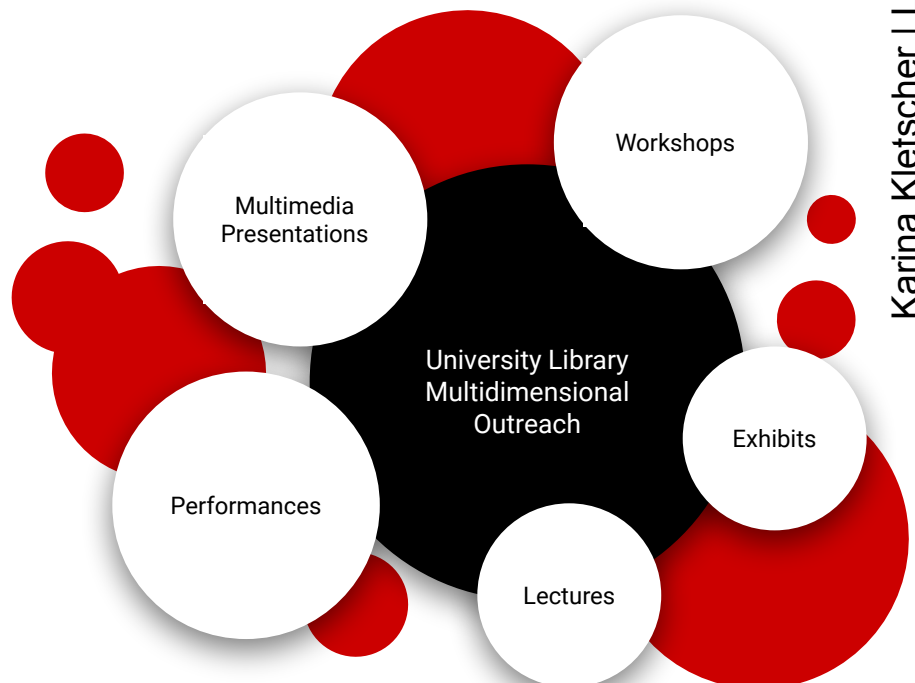 Workshops
Multimedia
Presentations
University Library
Multidimensional
Outreach
Exhibits
Performances
Lectures
Karina Kletscher